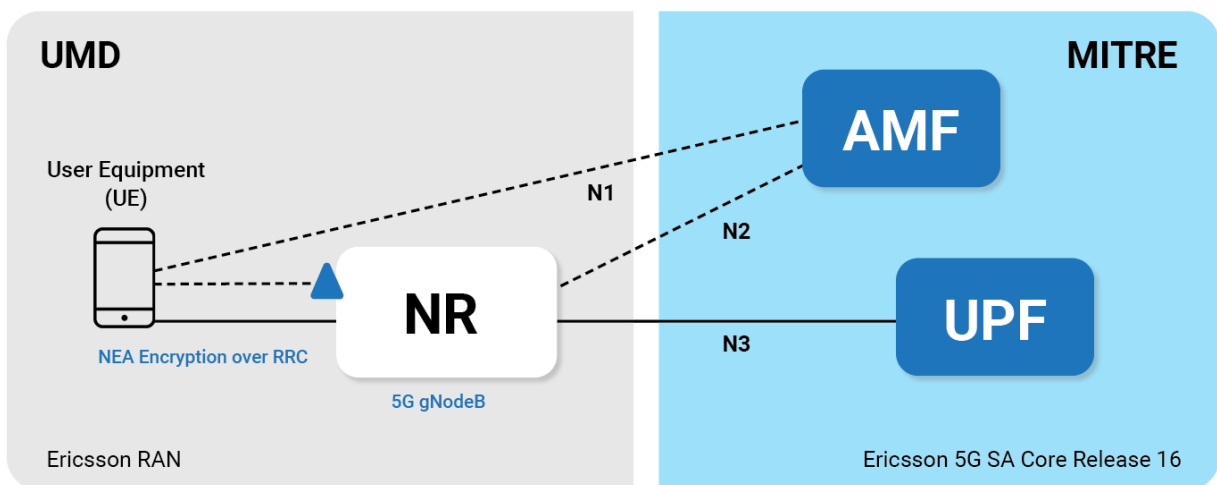 UMD
MITRE
AMF
User Equipment
(UE)
N1
N2
NR
UPF
N3
NEA Encryption over RRC
5G gNodeB
Ericsson RAN
Ericsson 5G SA Core Release 16